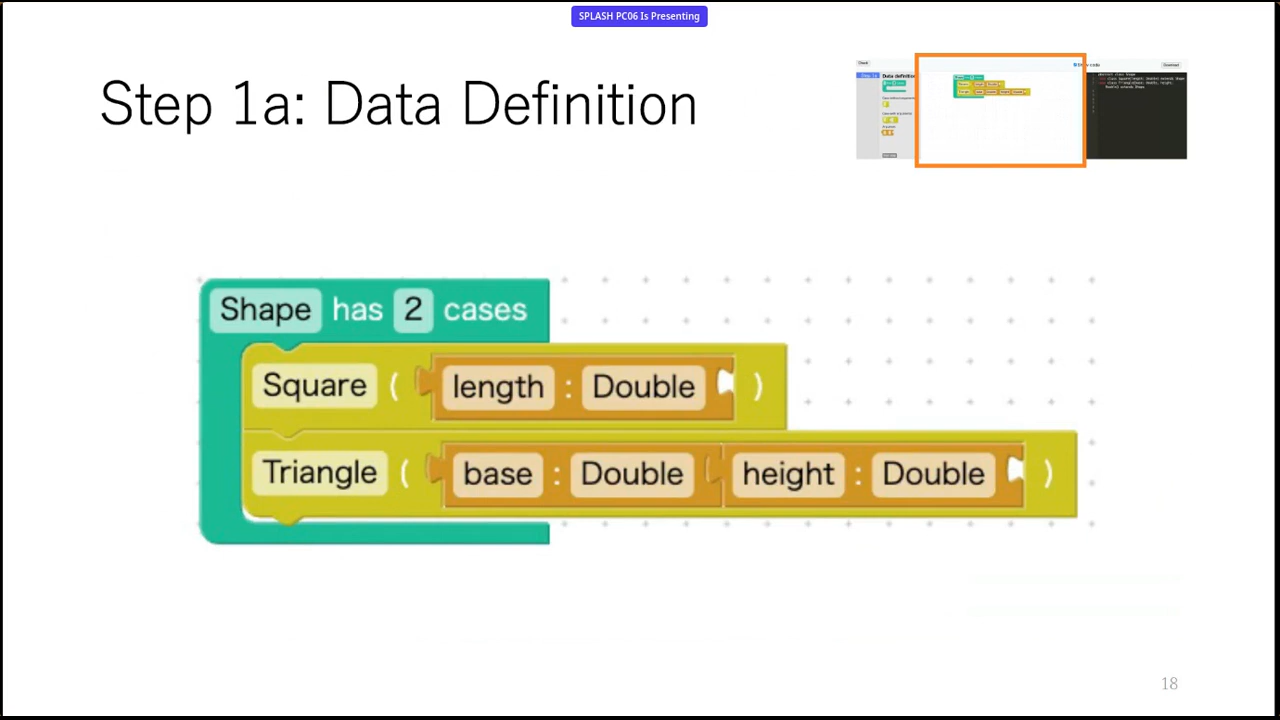 SPLASH PC06 Is Presenting
Step 1a: Data Definition
Shape has 2 cases
Square ( length : Double )
Triangle ( base : Double height : Double )
18